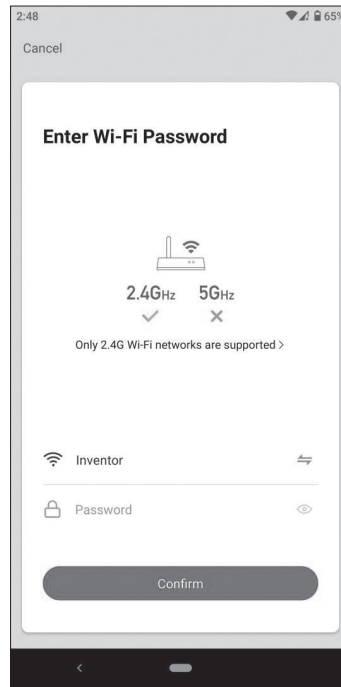 2:48 65%
Cancel
Enter Wi-Fi Password
2.4GHz 5GHz
Only 2.4G Wi-Fi networks are supported >
Inventor
Password
Confirm